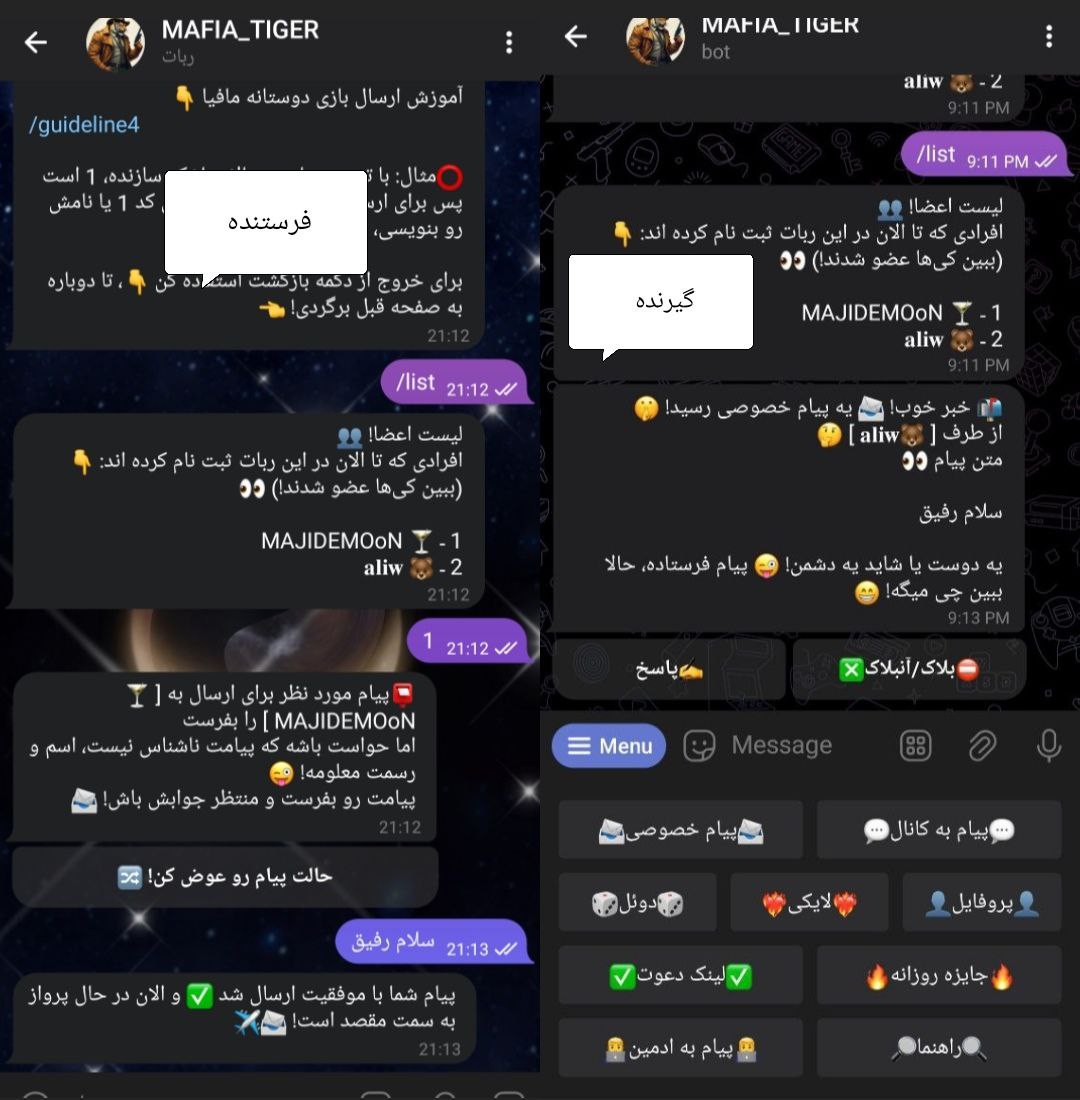 MAFIA_TIGER
ربات
آموزش ارسال بازی دوستانه مافیا 👇
/guideline4
⭕مثال: با
سازنده، 1 است
پس برای
کد 1 یا نامش
رو بنویسی،
فرستنده
برای خروج از دکمه بازگشت استفاده کن 👇، تا دوباره
به صفحه قبل برگردی! 👈
21:12
/list 21:12
لیست اعضا! 👥
افرادی که تا الان در این ربات ثبت نام کرده اند: 👇
(ببین کی‌ها عضو شدند!) 👀
1 - 🍸 MAJIDEMOoN
2 - 🐻 aliw
21:12
1 21:12
📮پیام مورد نظر برای ارسال به [ 🍸
MAJIDEMOoN ] را بفرست
اما حواست باشه که پیامت ناشناس نیست، اسم و
رسمت معلومه! 😜
پیامت رو بفرست و منتظر جوابش باش! 📨
21:12
حالت پیام رو عوض کن! 🔀
سلام رفیق 21:13
پیام شما با موفقیت ارسال شد ✅ و الان در حال پرواز
به سمت مقصد است! 📨✈️
21:13
MAFIA_TIGER
bot
2 - 🐻 aliw
9:11 PM
/list 9:11 PM
لیست اعضا! 👥
افرادی که تا الان در این ربات ثبت نام کرده اند: 👇
(ببین کی‌ها عضو شدند!) 👀
گیرنده
1 - 🍸 MAJIDEMOoN
2 - 🐻 aliw
9:11 PM
📬 خبر خوب! 📨 یه پیام خصوصی رسید! 🤫
از طرف [ aliw🐻 ] 🤔
متن پیام 👀
سلام رفیق
یه دوست یا شاید یه دشمن! 😜 پیام فرستاده، حالا
ببین چی میگه! 😁
9:13 PM
✍️پاسخ
⛔بلاک/آنبلاک❎
Menu
Message
📨پیام خصوصی📨
💬پیام به کانال💬
🎲دوئل🎲
❤️‍🔥لایکی❤️‍🔥
👤پروفایل👤
✅لینک دعوت✅
🔥جایزه روزانه🔥
👨‍💼پیام به ادمین👨‍💼
🔍راهنما🔎